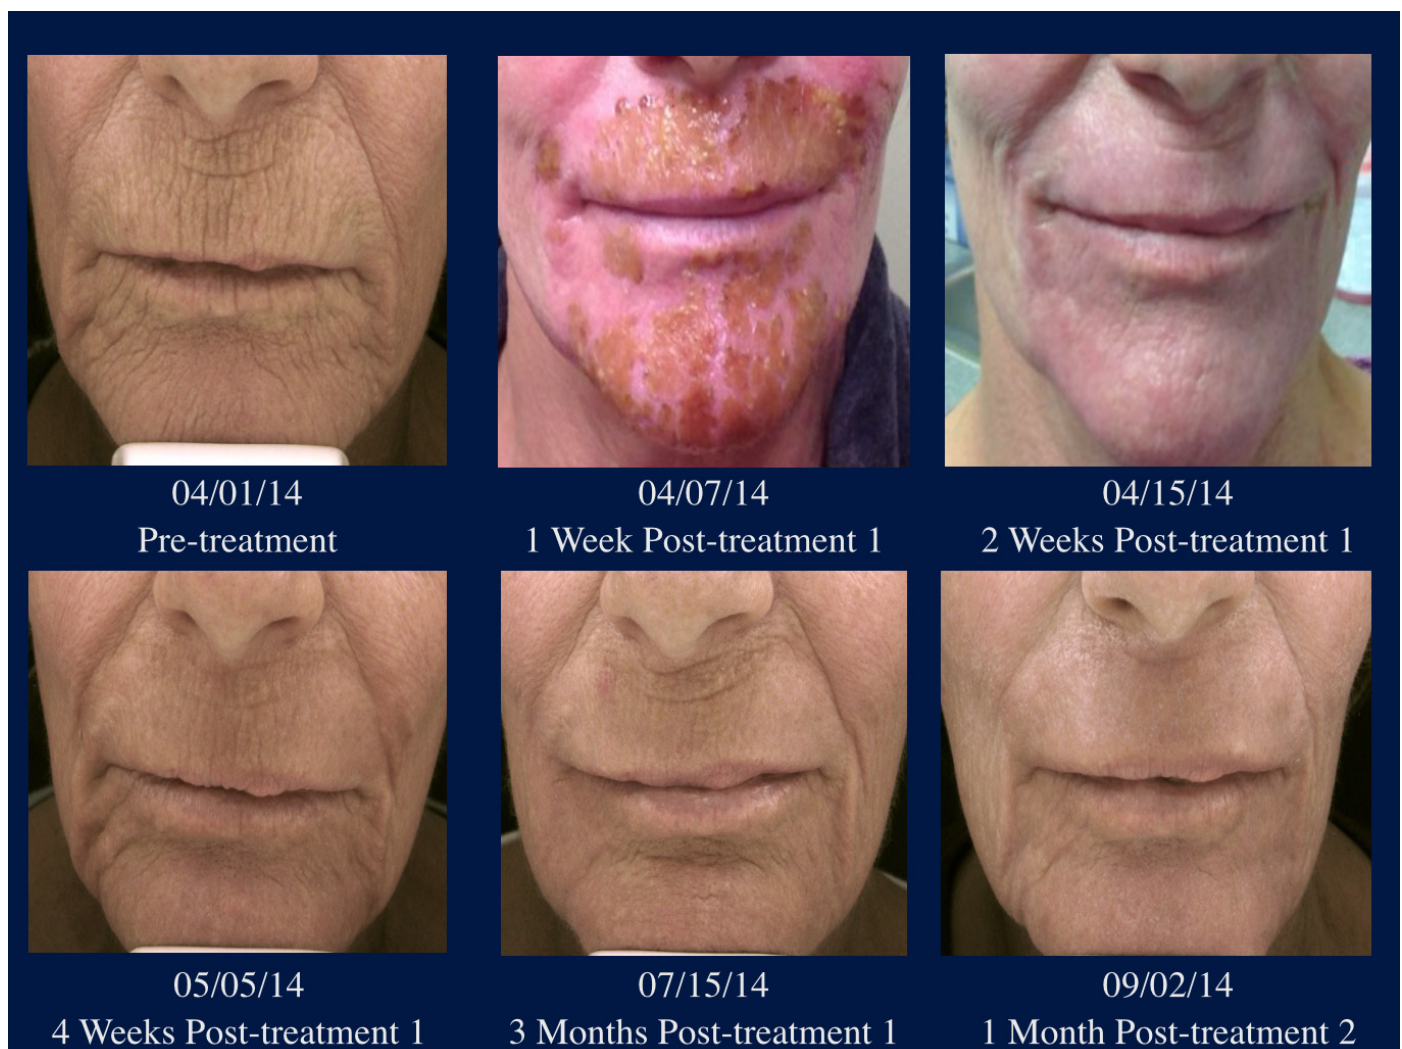 04/01/14
Pre-treatment
04/07/14
1 Week Post-treatment 1
04/15/14
2 Weeks Post-treatment 1
05/05/14
4 Weeks Post-treatment 1
07/15/14
3 Months Post-treatment 1
09/02/14
1 Month Post-treatment 2